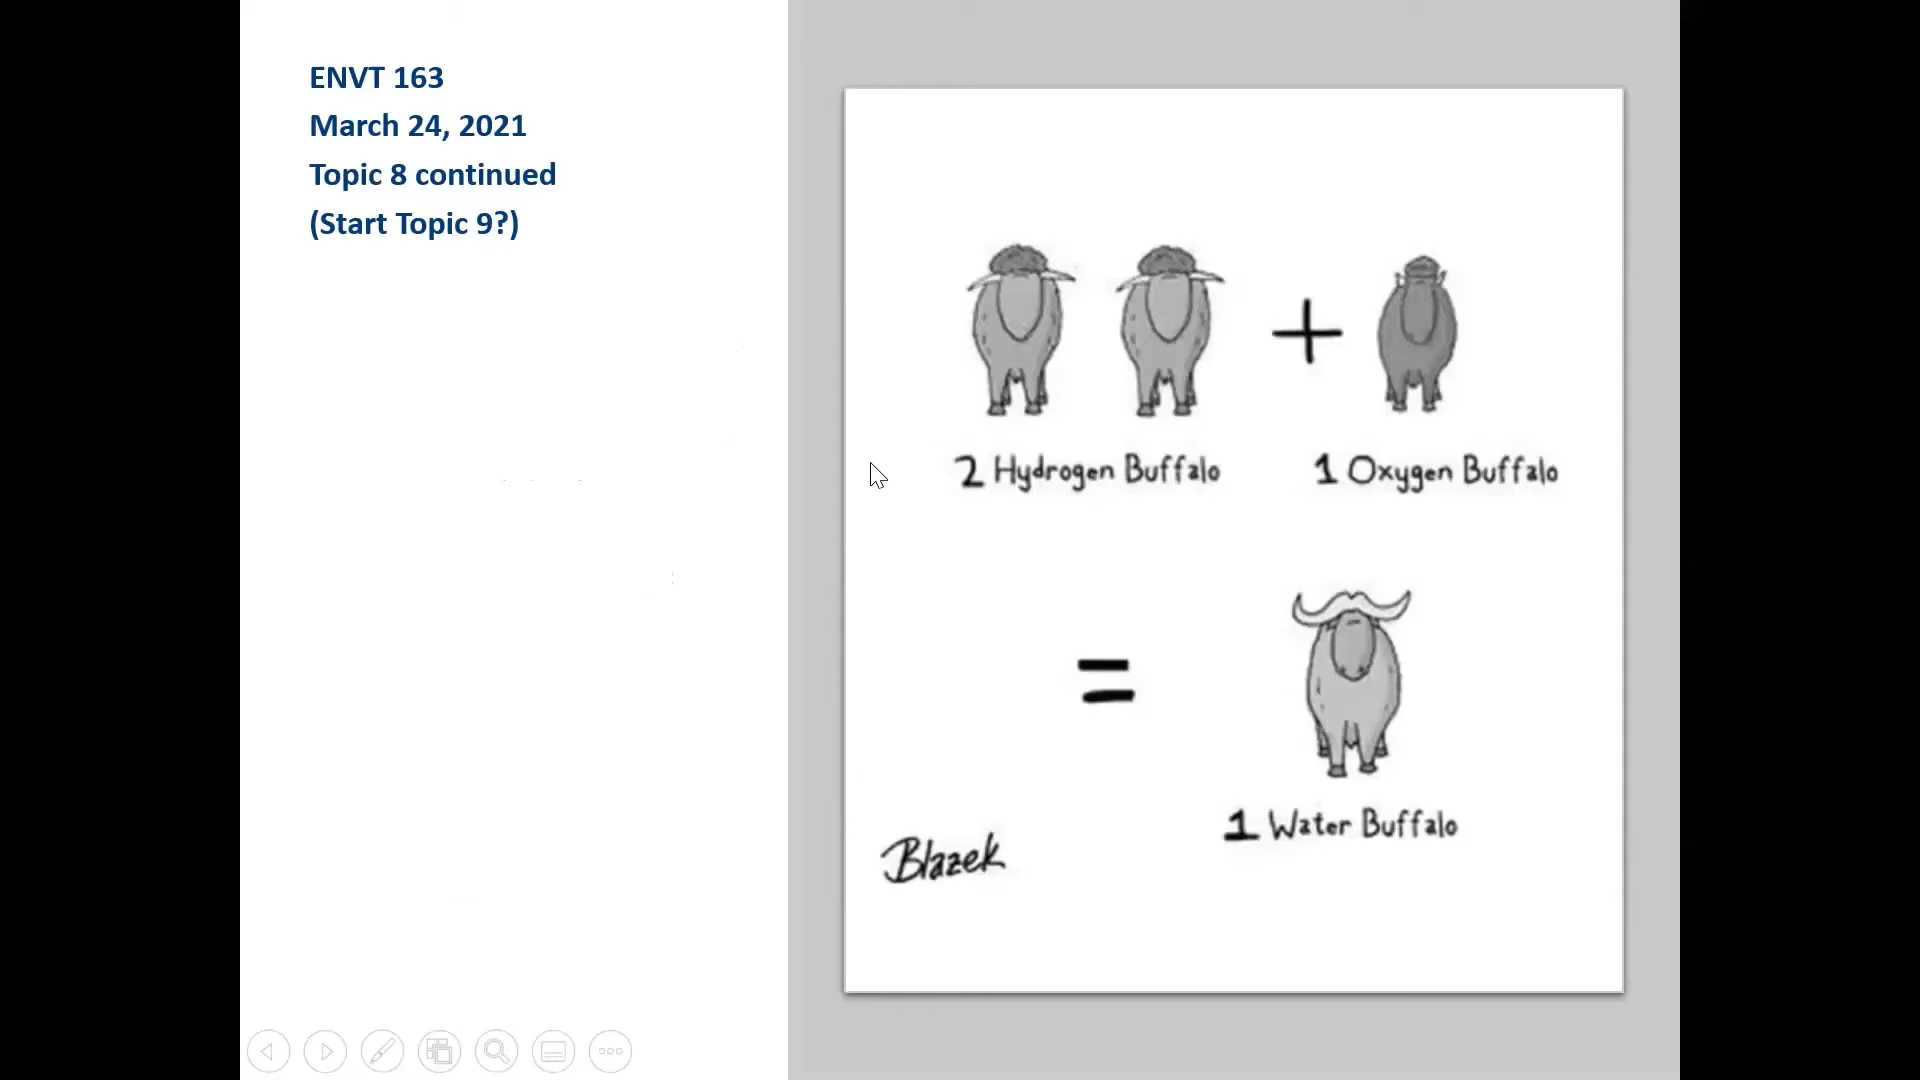 ENVT 163
March 24, 2021
Topic 8 continued
(Start Topic 9?)
2 Hydrogen Buffalo
1 Oxygen Buffalo
1 Water Buffalo
Blazek